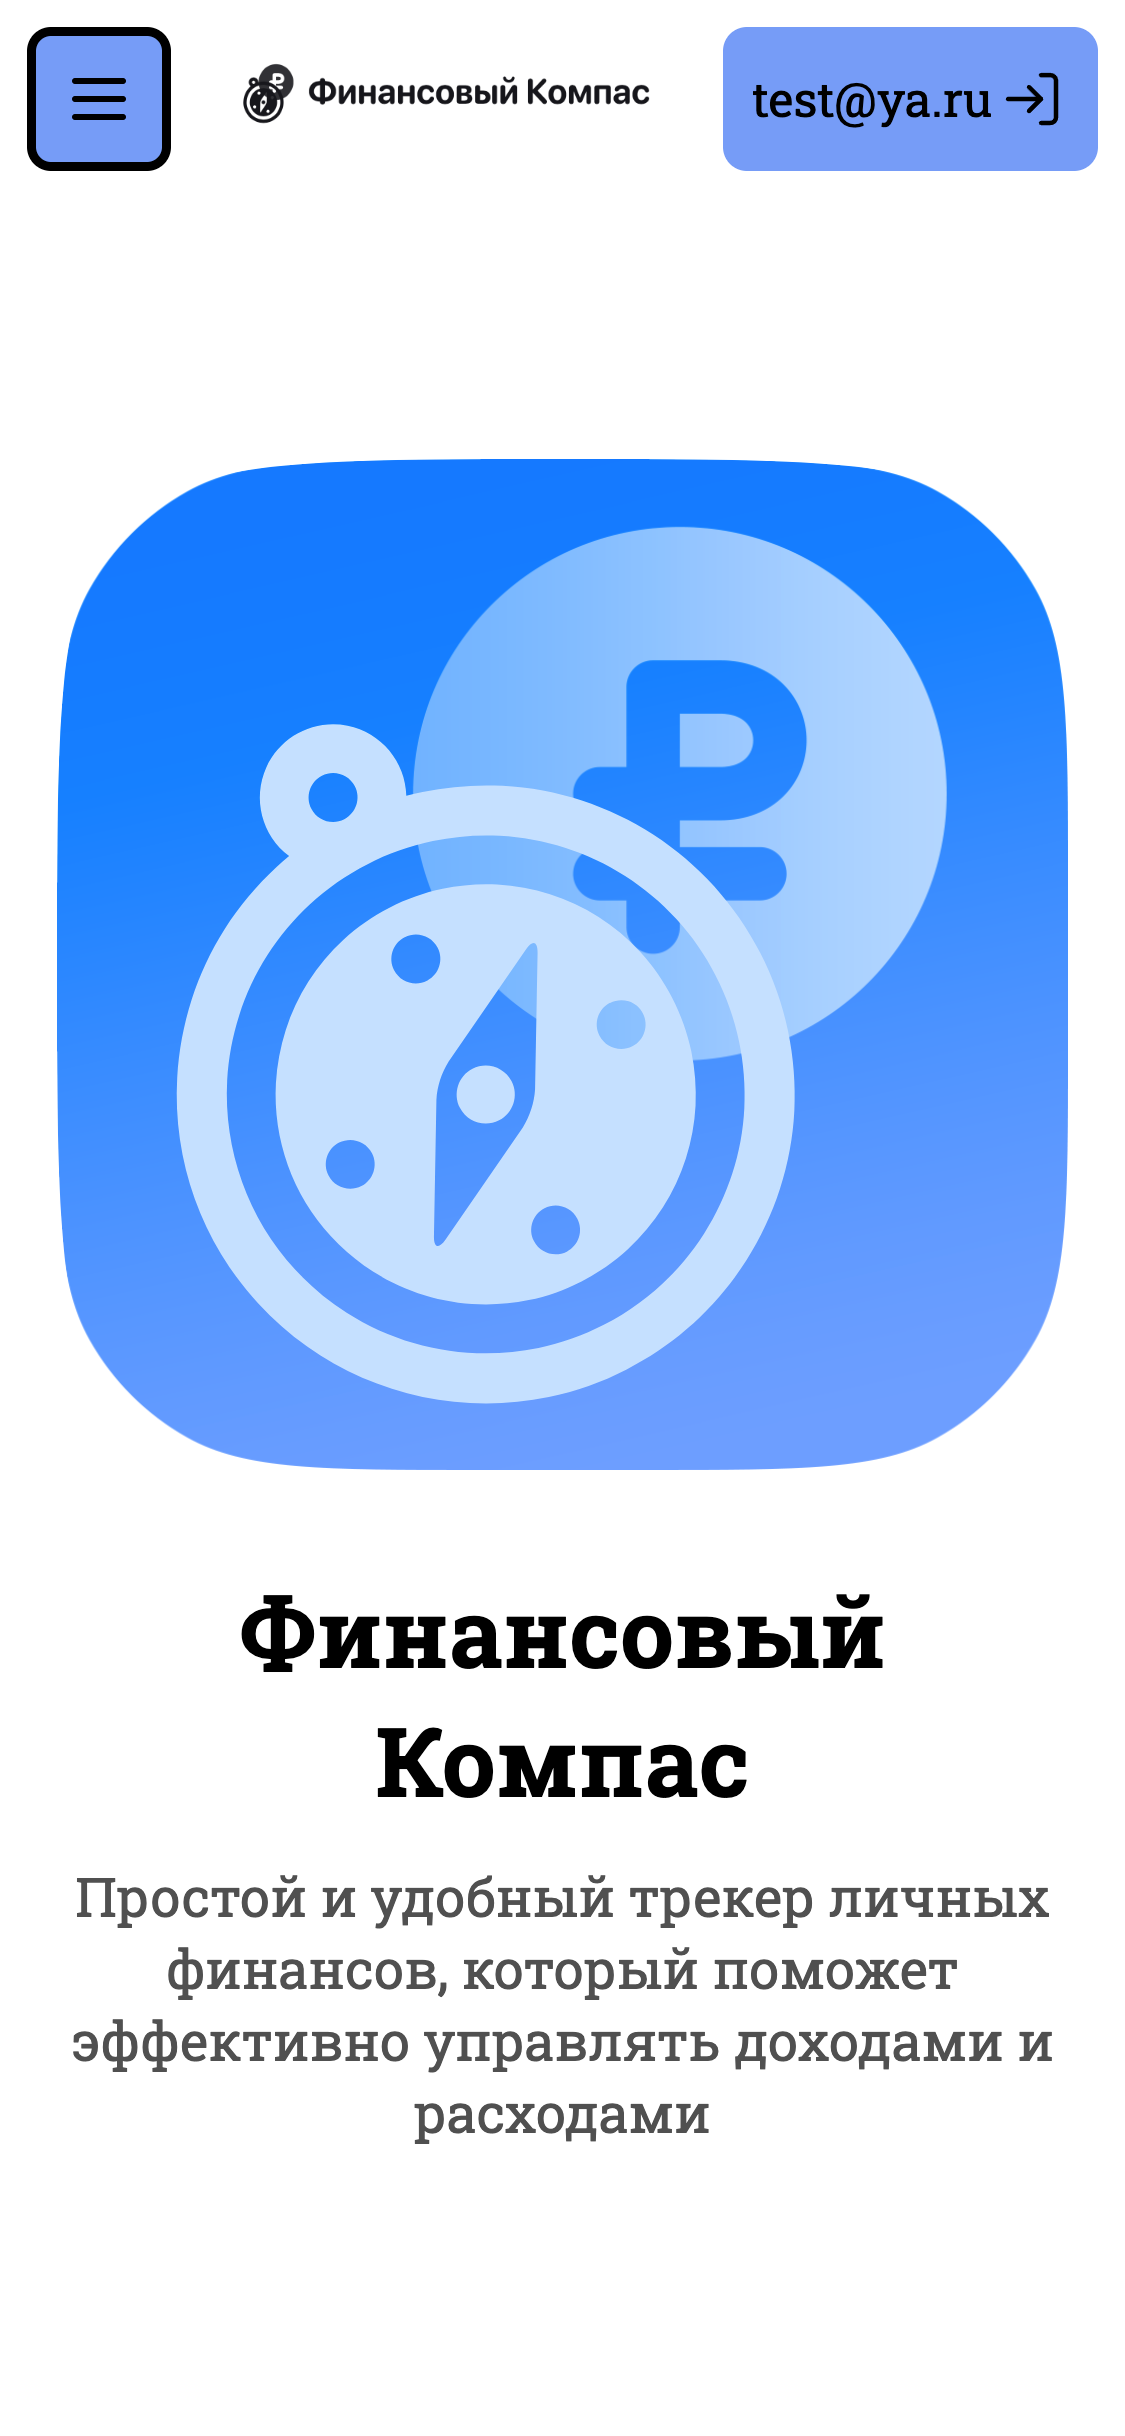 Финансовый Компас
test@ya.ru
Финансовый
Компас
Простой и удобный трекер личных
финансов, который поможет
эффективно управлять доходами и
расходами